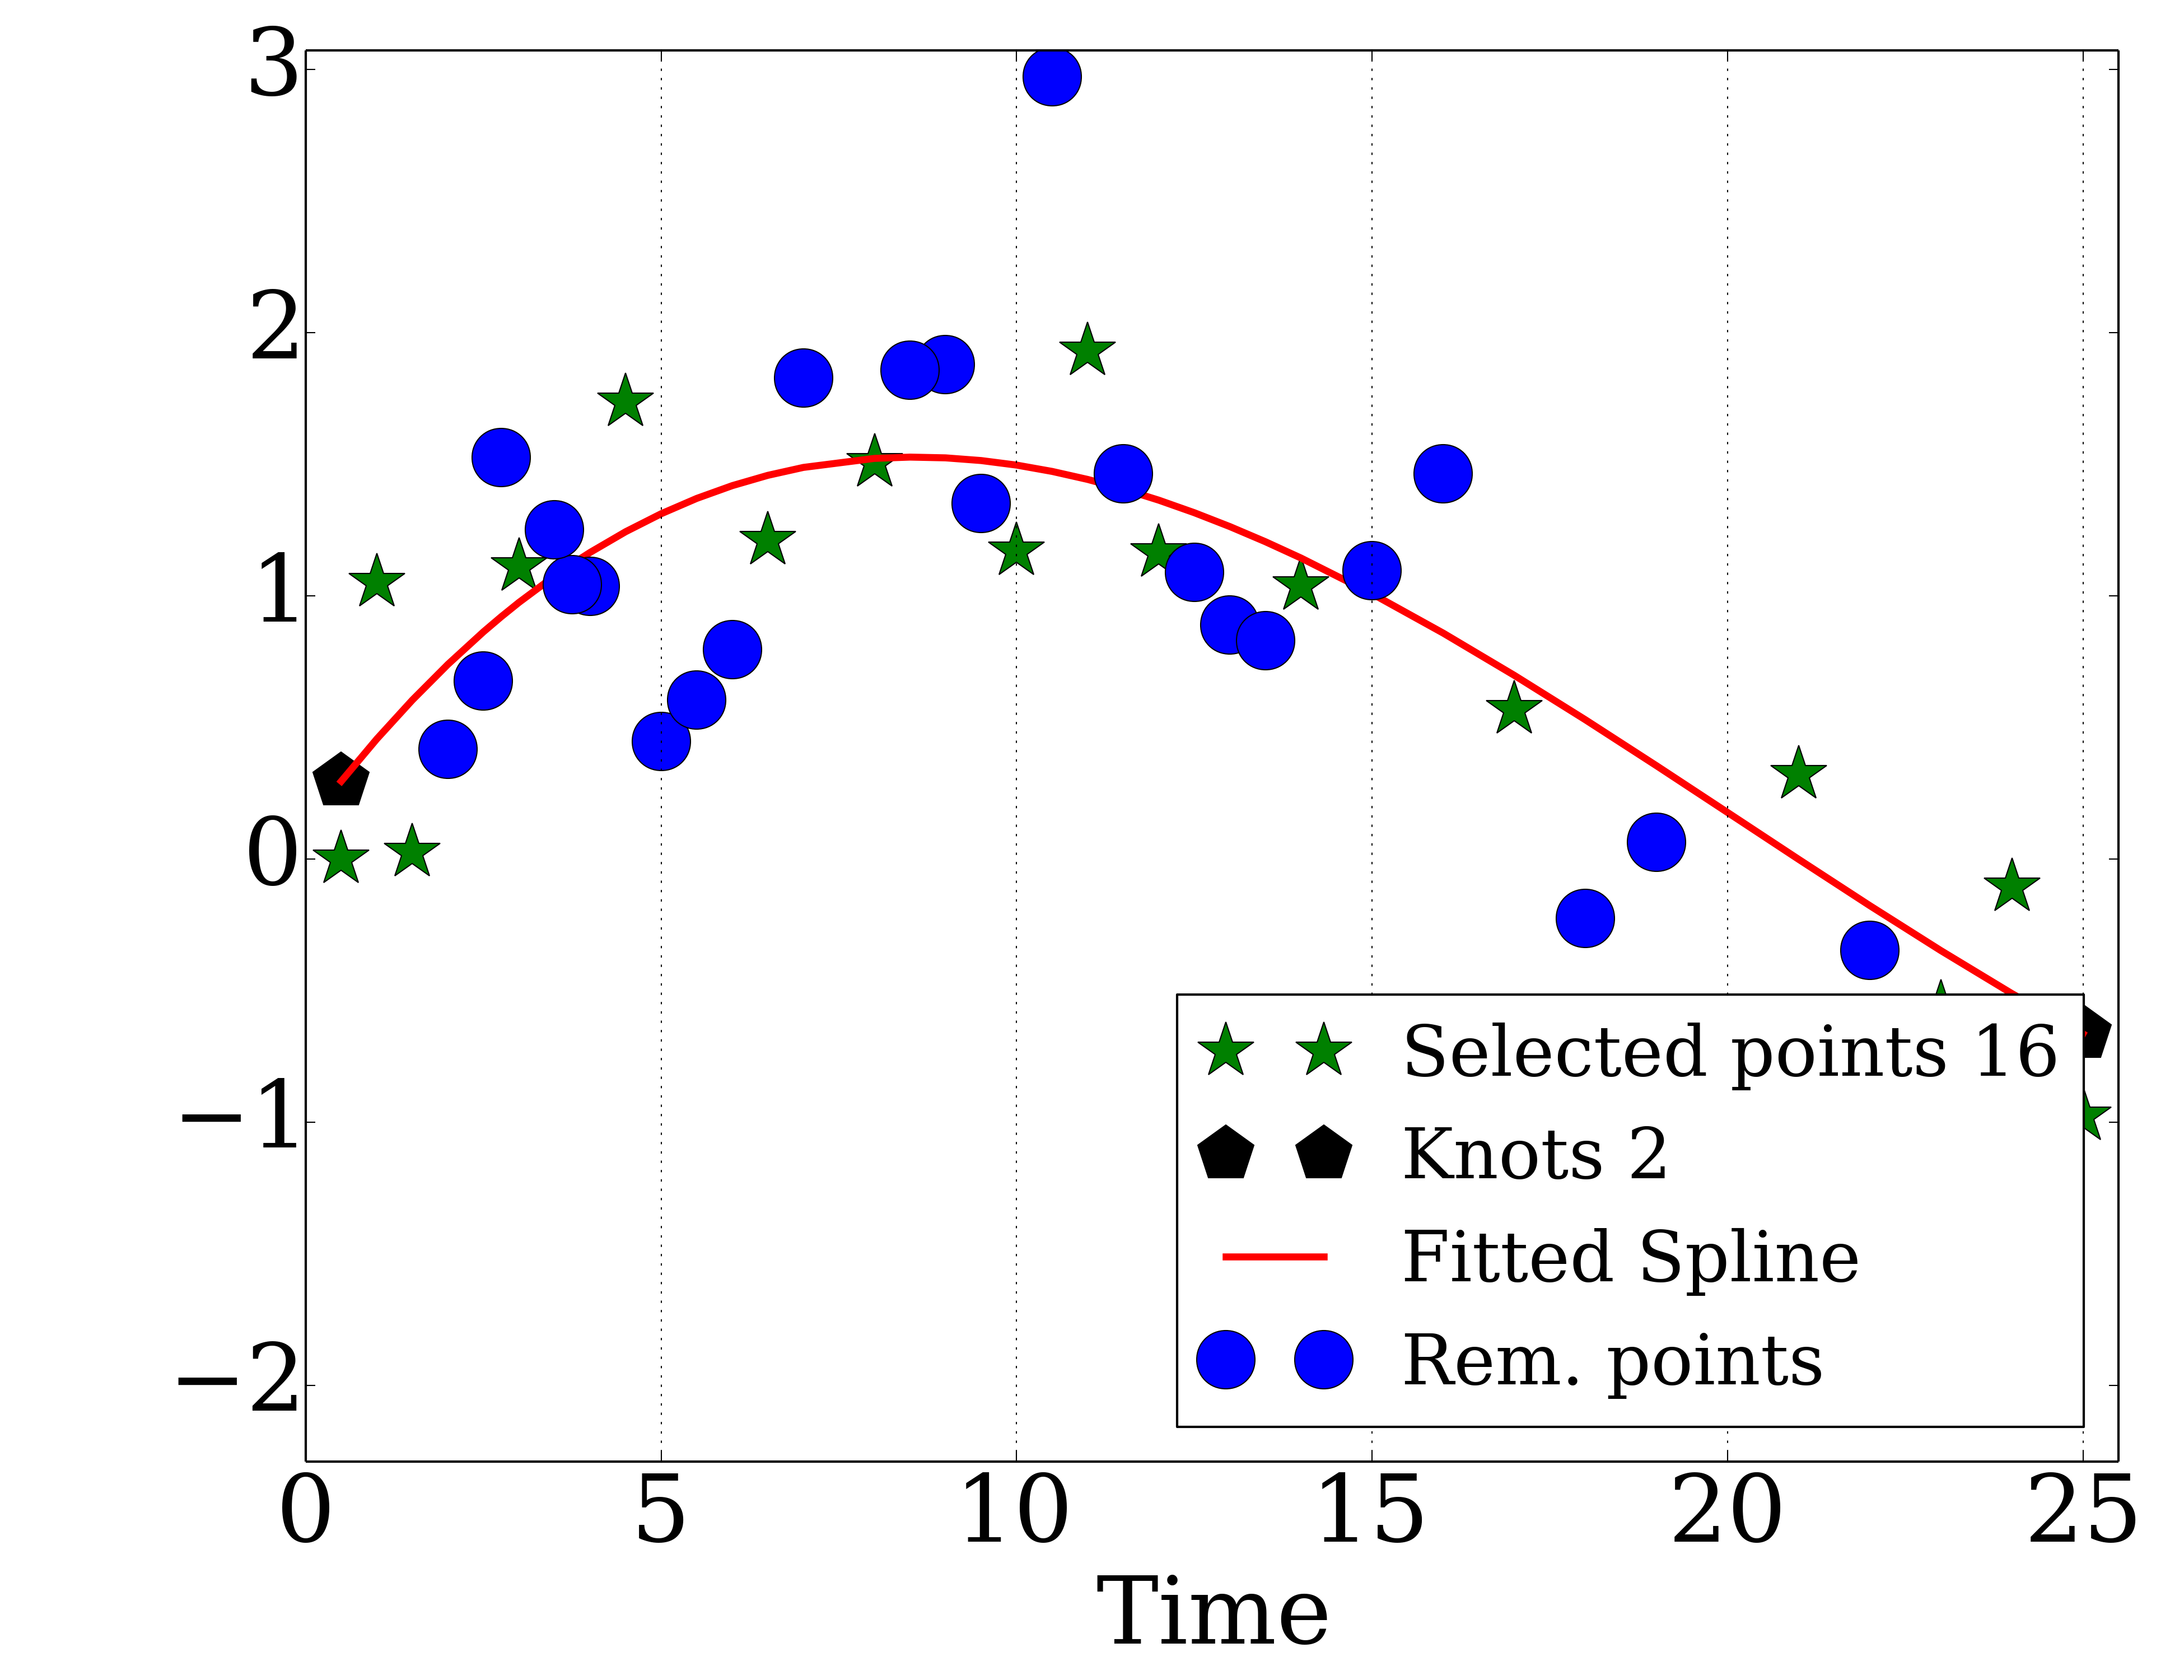 3
2
1
0
−1
−2
Selected points 16
Knots 2
Fitted Spline
Rem. points
0 5 10 15 20 25
Time